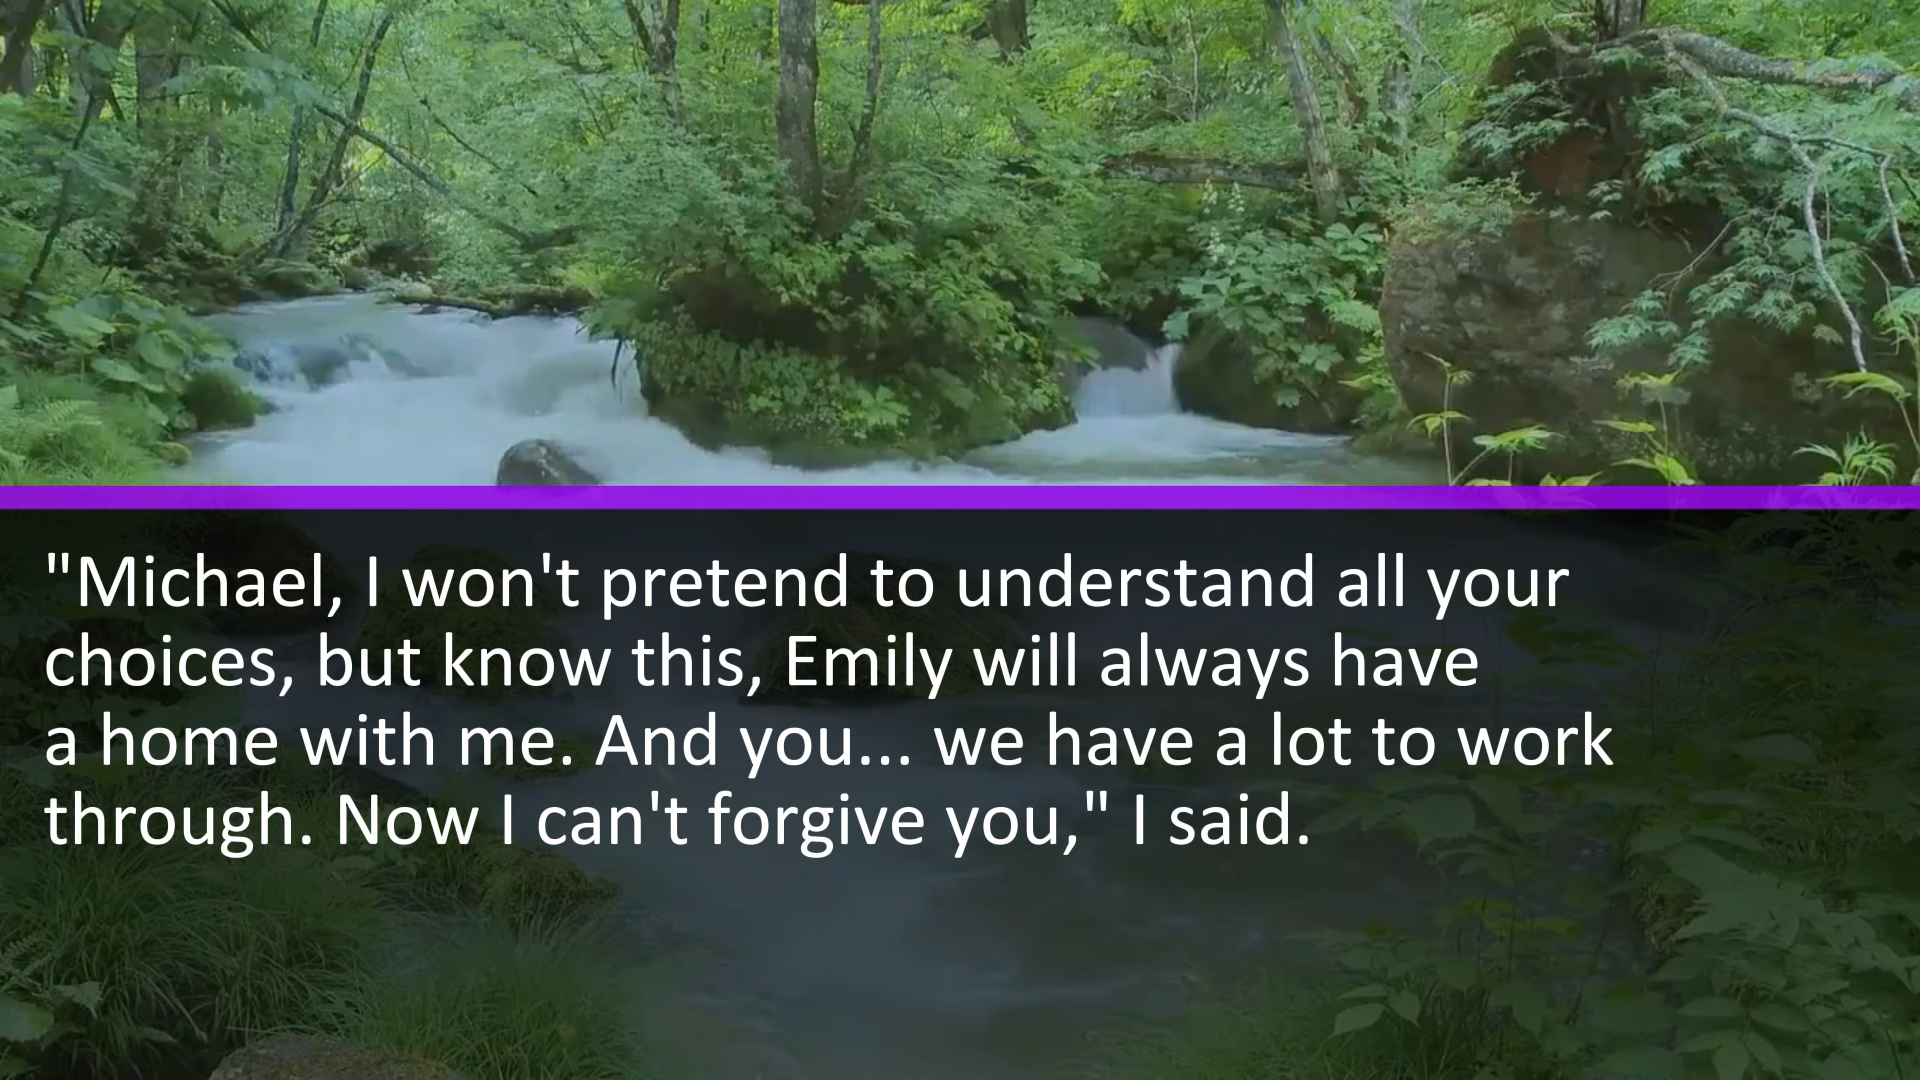 "Michael, I won't pretend to understand all your
choices, but know this, Emily will always have
a home with me. And you... we have a lot to work
through. Now I can't forgive you," I said.